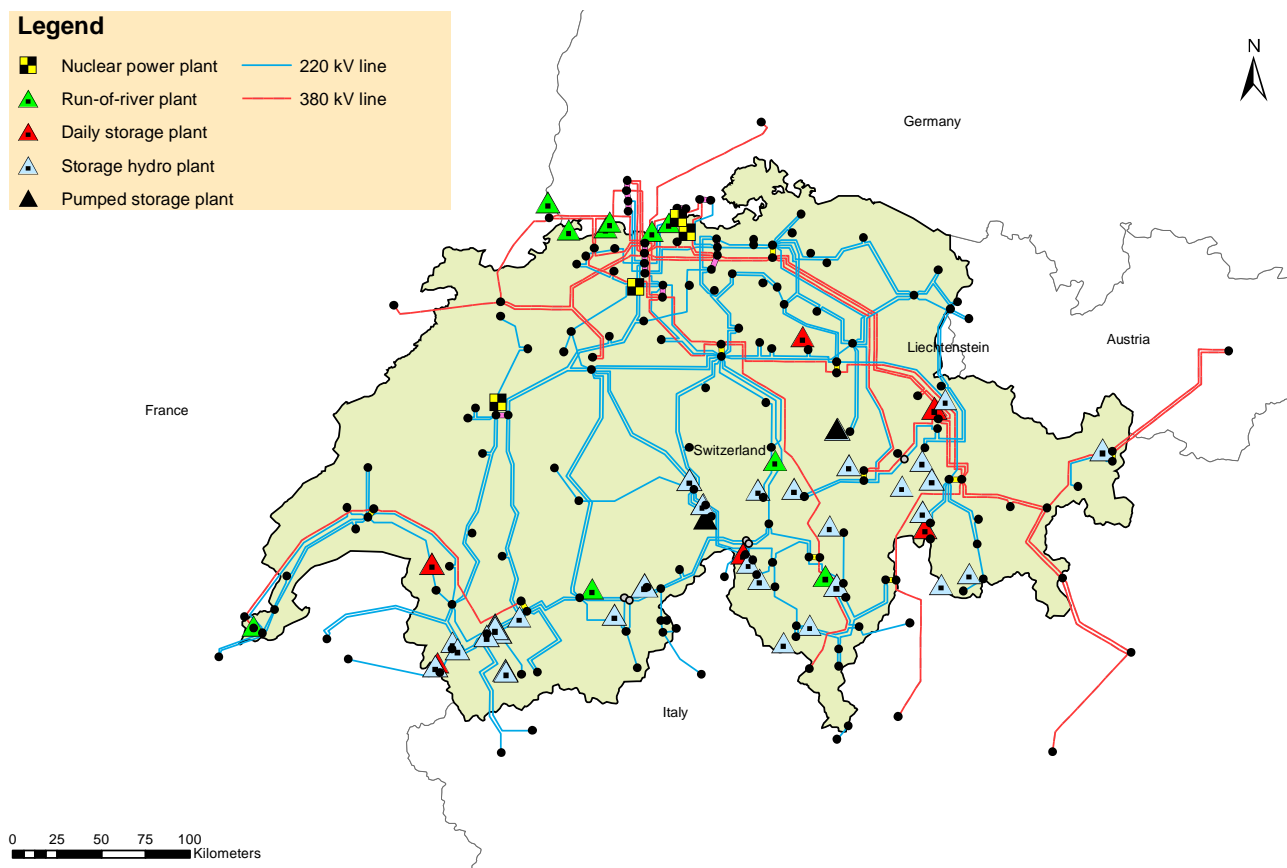 Legend
Nuclear power plant
220 kV line
Run-of-river plant
380 kV line
Daily storage plant
Storage hydro plant
Pumped storage plant
N
Germany
Liechtenstein
Austria
France
Switzerland
Italy
0 25 50 75 100
Kilometers